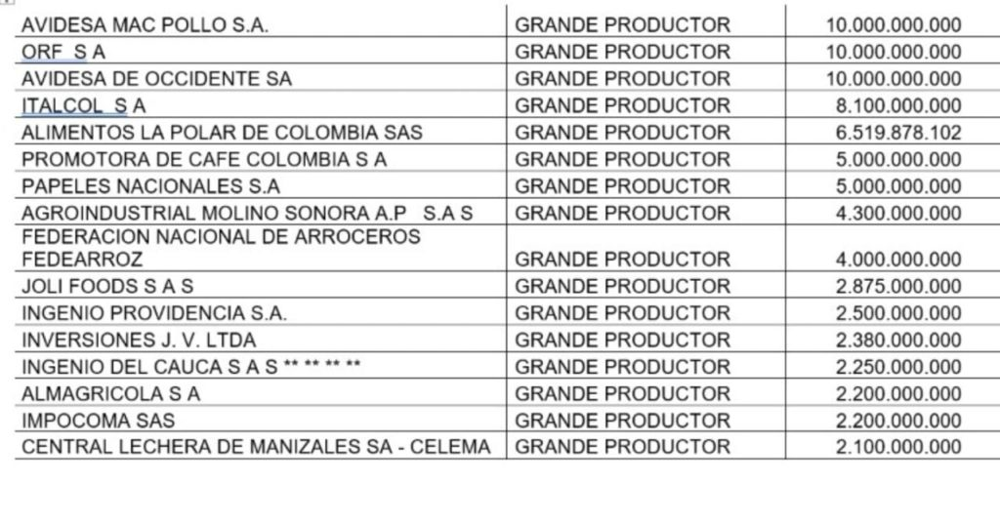 AVIDESA MAC POLLO S.A. GRANDE PRODUCTOR 10.000.000.000
ORF S A GRANDE PRODUCTOR 10.000.000.000
AVIDESA DE OCCIDENTE SA GRANDE PRODUCTOR 10.000.000.000
ITALCOL S A GRANDE PRODUCTOR 8.100.000.000
ALIMENTOS LA POLAR DE COLOMBIA SAS GRANDE PRODUCTOR 6.519.878.102
PROMOTORA DE CAFE COLOMBIA S A GRANDE PRODUCTOR 5.000.000.000
PAPELES NACIONALES S.A GRANDE PRODUCTOR 5.000.000.000
AGROINDUSTRIAL MOLINO SONORA A.P S.A S GRANDE PRODUCTOR 4.300.000.000
FEDERACION NACIONAL DE ARROCEROS
FEDEARROZ GRANDE PRODUCTOR 4.000.000.000
JOLI FOODS S A S GRANDE PRODUCTOR 2.875.000.000
INGENIO PROVIDENCIA S.A. GRANDE PRODUCTOR 2.500.000.000
INVERSIONES J. V. LTDA GRANDE PRODUCTOR 2.380.000.000
INGENIO DEL CAUCA S A S ** ** ** ** GRANDE PRODUCTOR 2.250.000.000
ALMAGRICOLA S A GRANDE PRODUCTOR 2.200.000.000
IMPOCOMA SAS GRANDE PRODUCTOR 2.200.000.000
CENTRAL LECHERA DE MANIZALES SA - CELEMA GRANDE PRODUCTOR 2.100.000.000